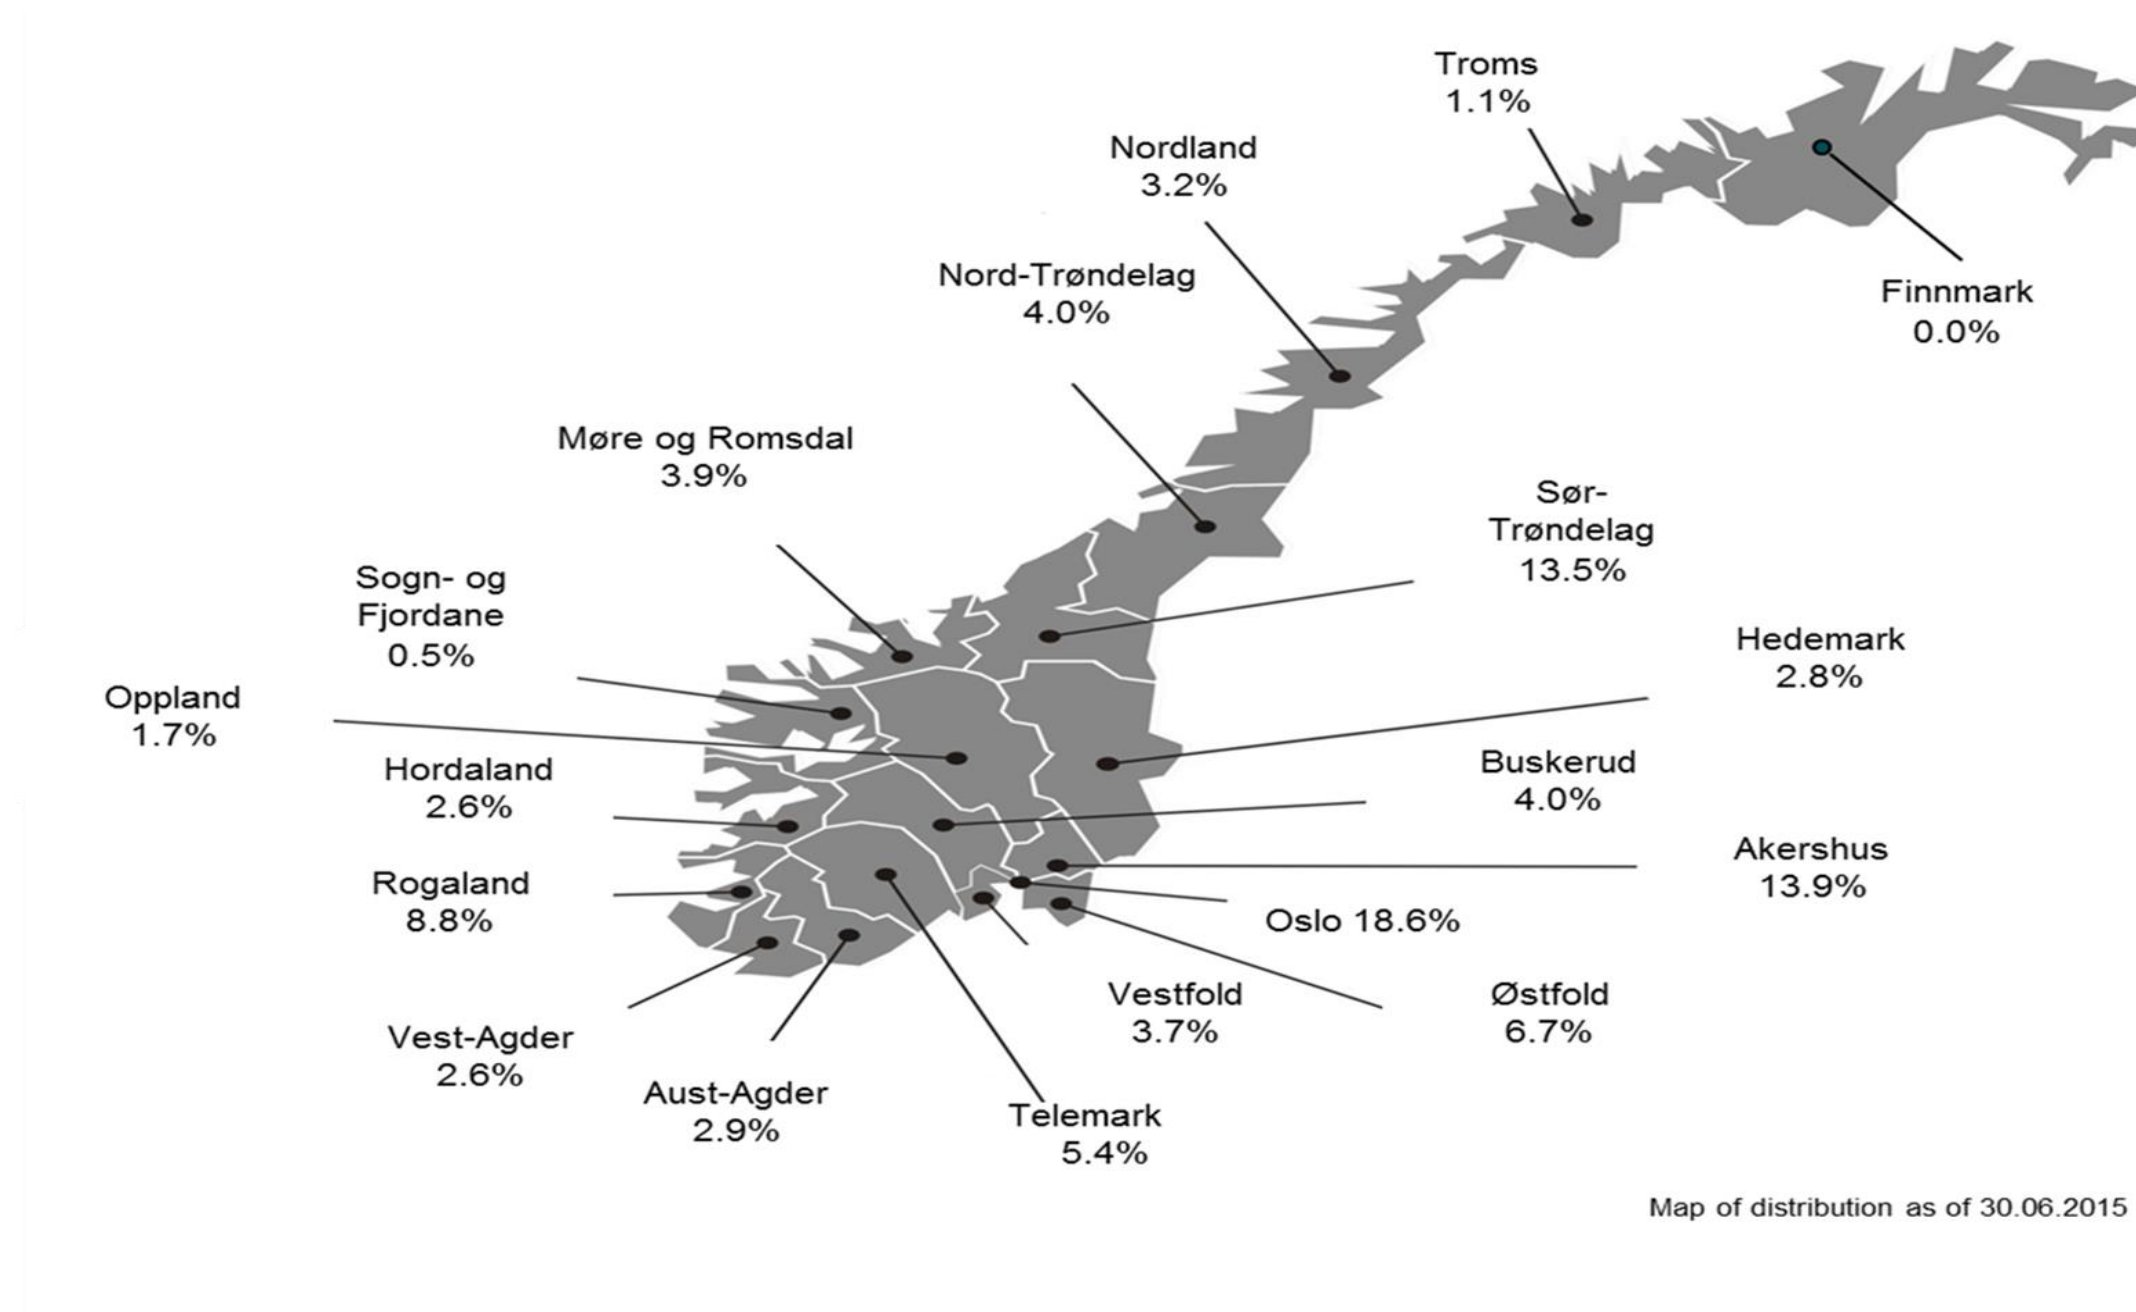 Troms
1.1%
Nordland
3.2%
Nord-Trøndelag
4.0%
Finnmark
0.0%
Møre og Romsdal
3.9%
Sør-
Trøndelag
13.5%
Sogn- og
Fjordane
0.5%
Hedemark
2.8%
Oppland
1.7%
Hordaland
2.6%
Buskerud
4.0%
Akershus
13.9%
Rogaland
8.8%
Oslo 18.6%
Vestfold
3.7%
Østfold
6.7%
Vest-Agder
2.6%
Aust-Agder
2.9%
Telemark
5.4%
Map of distribution as of 30.06.2015